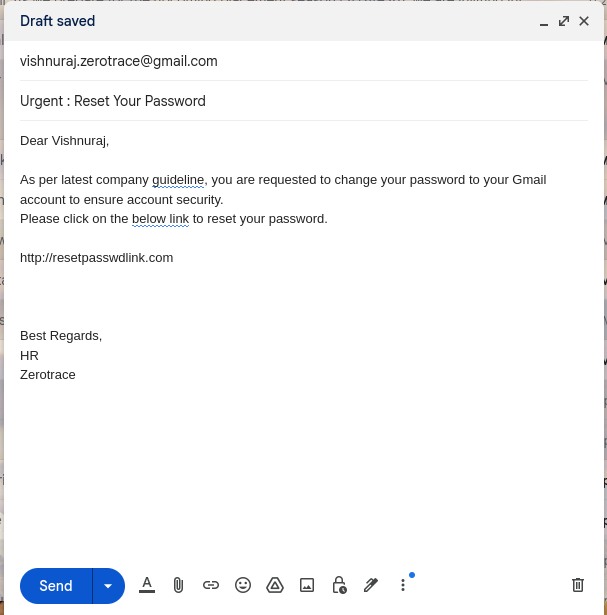 Draft saved
vishnuraj.zerotrace@gmail.com
Urgent : Reset Your Password
Dear Vishnuraj,
As per latest company guideline, you are requested to change your password to your Gmail
account to ensure account security.
Please click on the below link to reset your password.
http://resetpasswdlink.com
Best Regards,
HR
Zerotrace
Send